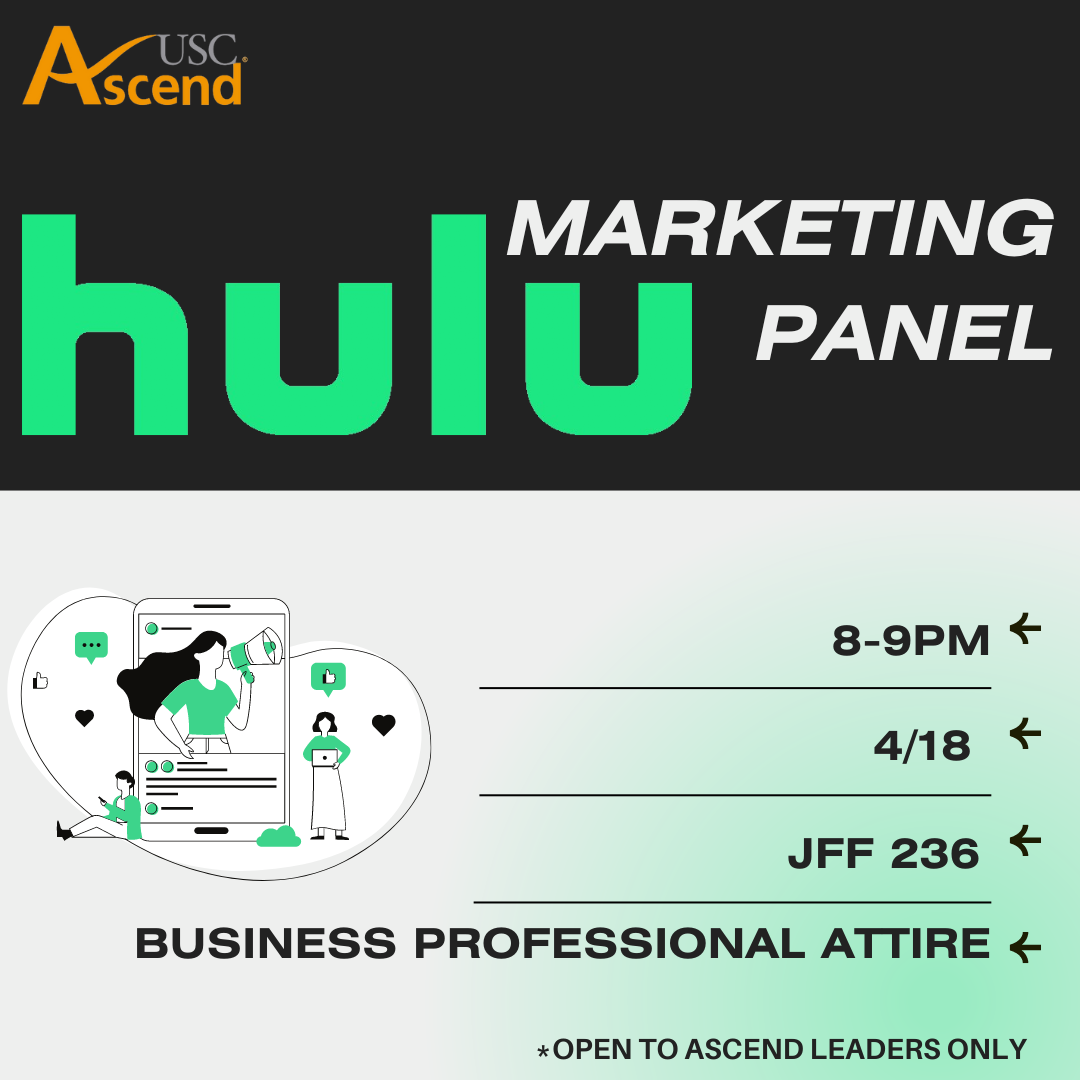 USC
Ascend
hulu MARKETING
PANEL
8-9PM
4/18
JFF 236
BUSINESS PROFESSIONAL ATTIRE
*OPEN TO ASCEND LEADERS ONLY